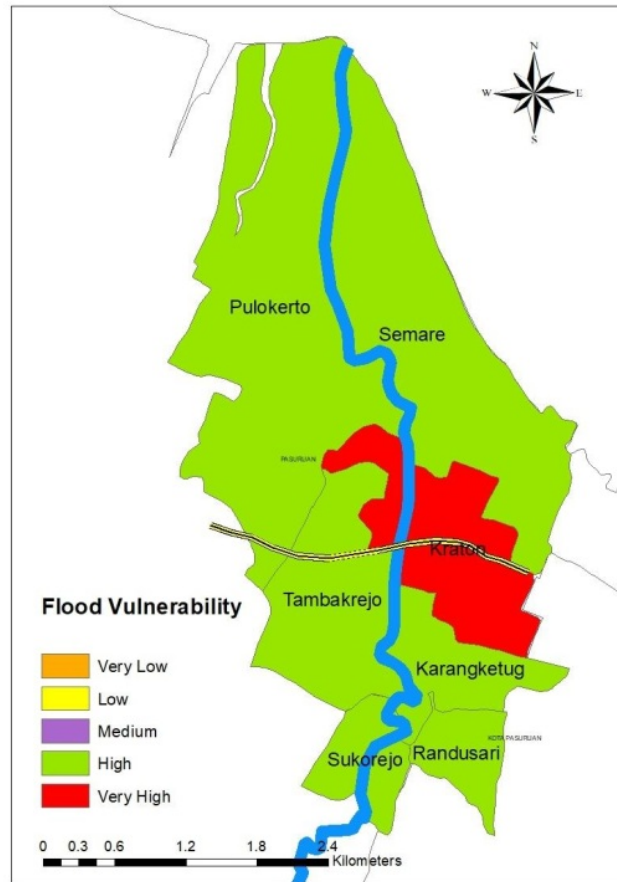 N
W E
S
Pulokerto
Semare
PASURUAN
Kraton
Flood Vulnerability
Tambakrejo
Very Low
Karangketug
Low
Medium
KOTA PASURUAN
High
Sukorejo
Randusari
Very High
0 0.3 0.6 1.2 1.8 2.4
Kilometers